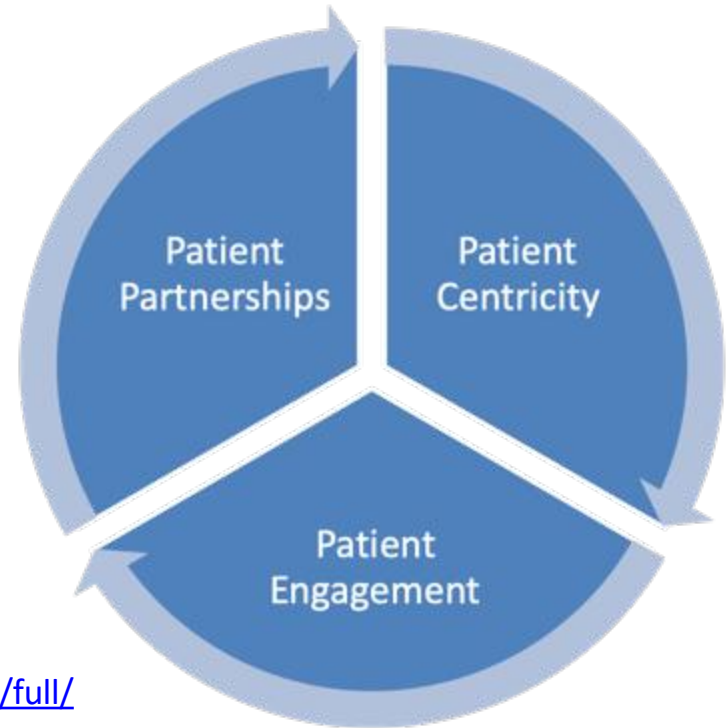 Patient
Partnerships
Patient
Centricity
Patient
Engagement
/full/